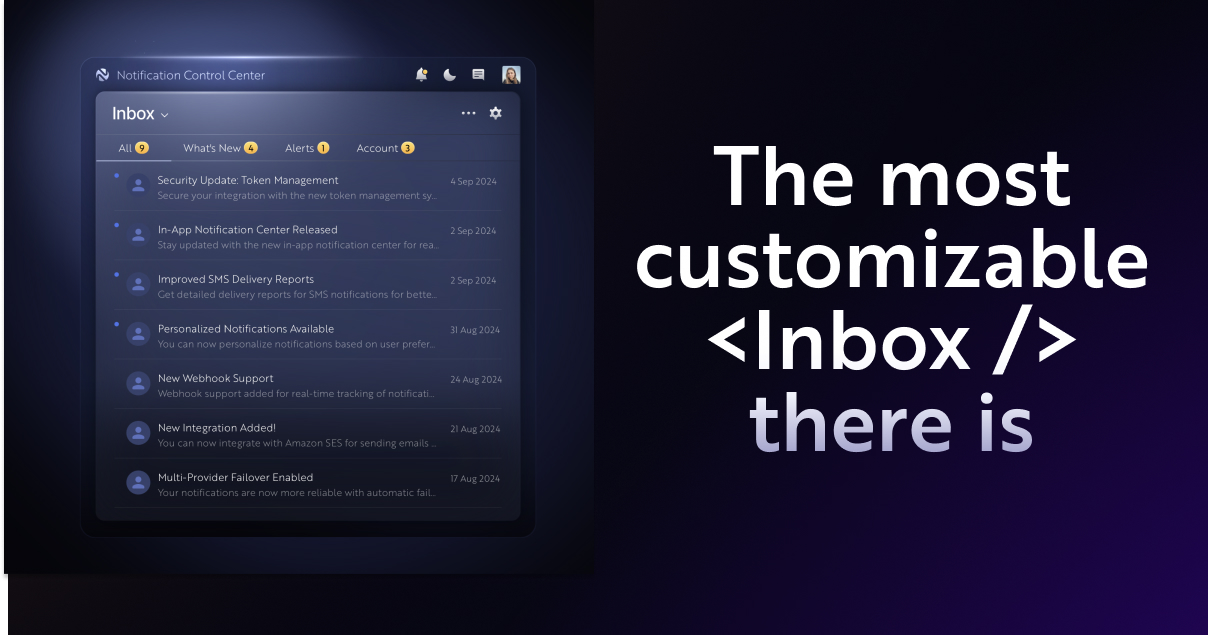 Notification Control Center
Inbox
All 9 What's New 4 Alerts 1 Account 3
Security Update: Token Management 4 Sep 2024
Secure your integration with the new token management sy...
In-App Notification Center Released 2 Sep 2024
Stay updated with the new in-app notification center for rea...
Improved SMS Delivery Reports 2 Sep 2024
Get detailed delivery reports for SMS notifications for bette...
Personalized Notifications Available 31 Aug 2024
You can now personalize notifications based on user prefer...
New Webhook Support 24 Aug 2024
Webhook support added for real-time tracking of notificati...
New Integration Added! 21 Aug 2024
You can now integrate with Amazon SES for sending emails ...
Multi-Provider Failover Enabled 17 Aug 2024
Your notifications are now more reliable with automatic fail...
The most
customizable
<Inbox />
there is